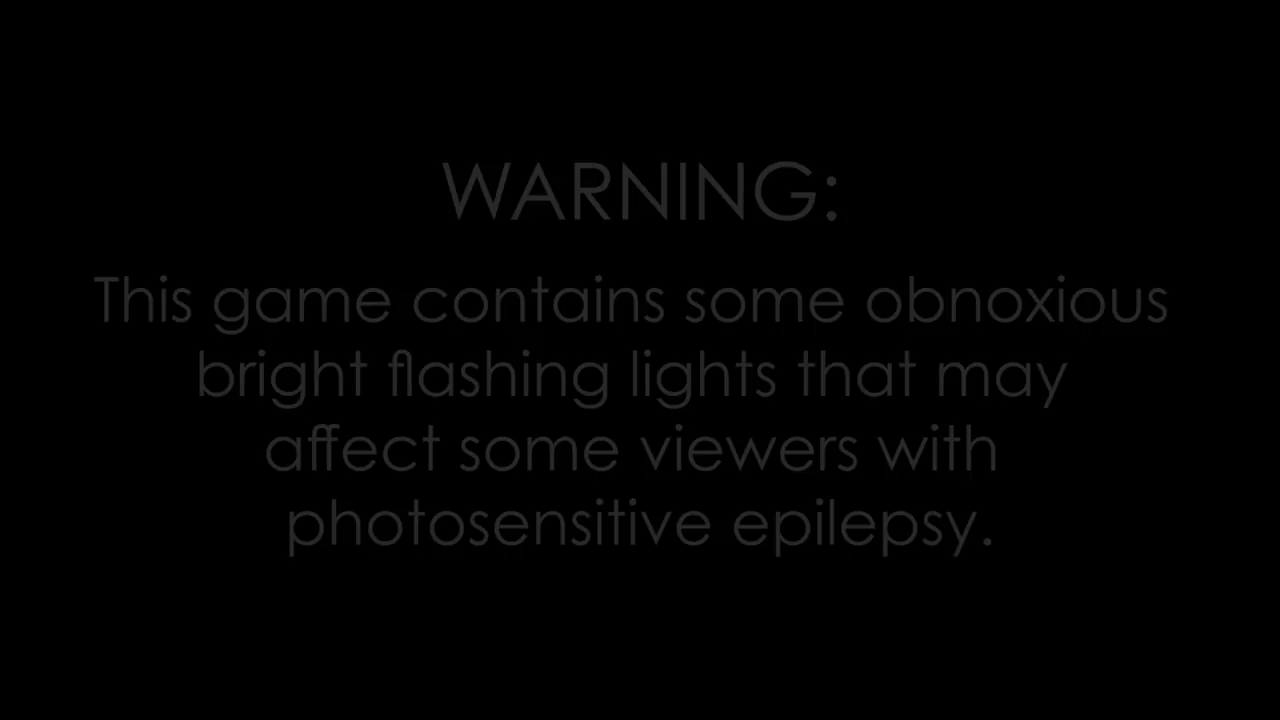 WARNING:
This game contains some obnoxious
bright flashing lights that may
affect some viewers with
photosensitive epilepsy.